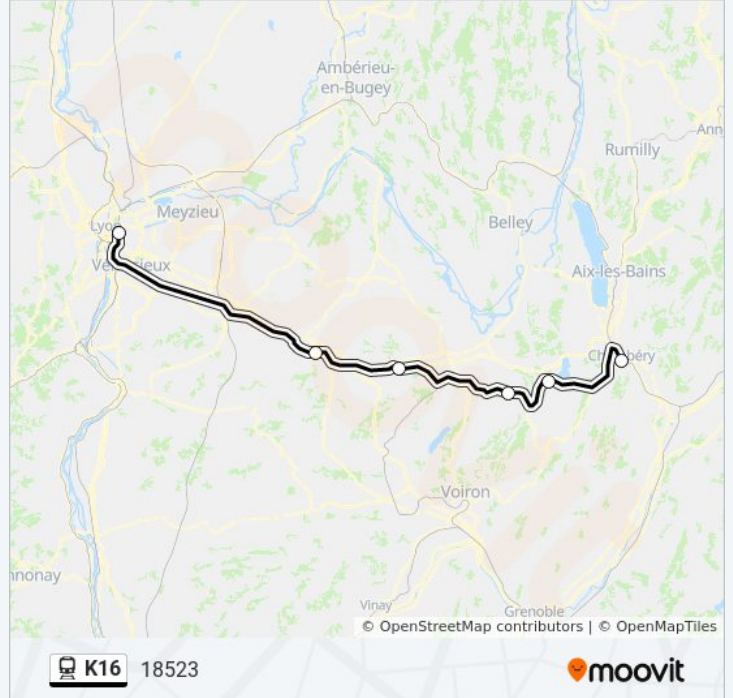 Ambérieu-
en-Bugey
Ann
Rumilly
Meyzieu
Belley
Lyon
Aix-les-Bains
Chambéry
Voiron
nnonay
Vinay
Grenoble
© OpenStreetMap contributors | © OpenMapTiles
K16 18523
moovit